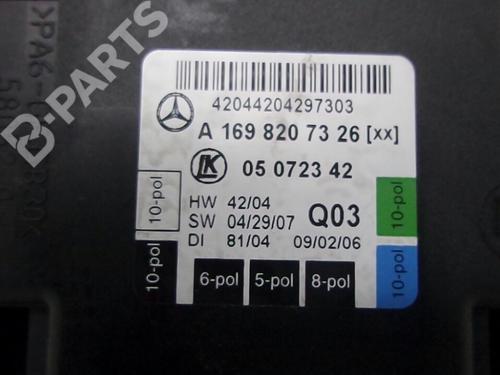 B-PARTS
>PA6-
42044204297303
A 169 820 73 26 [xx]
LK 05 0723 42
HW 42/04
SW 04/29/07 Q03
DI 81/04 09/02/06
10-pol
10-pol
10-pol
10-pol
6-pol 5-pol 8-pol